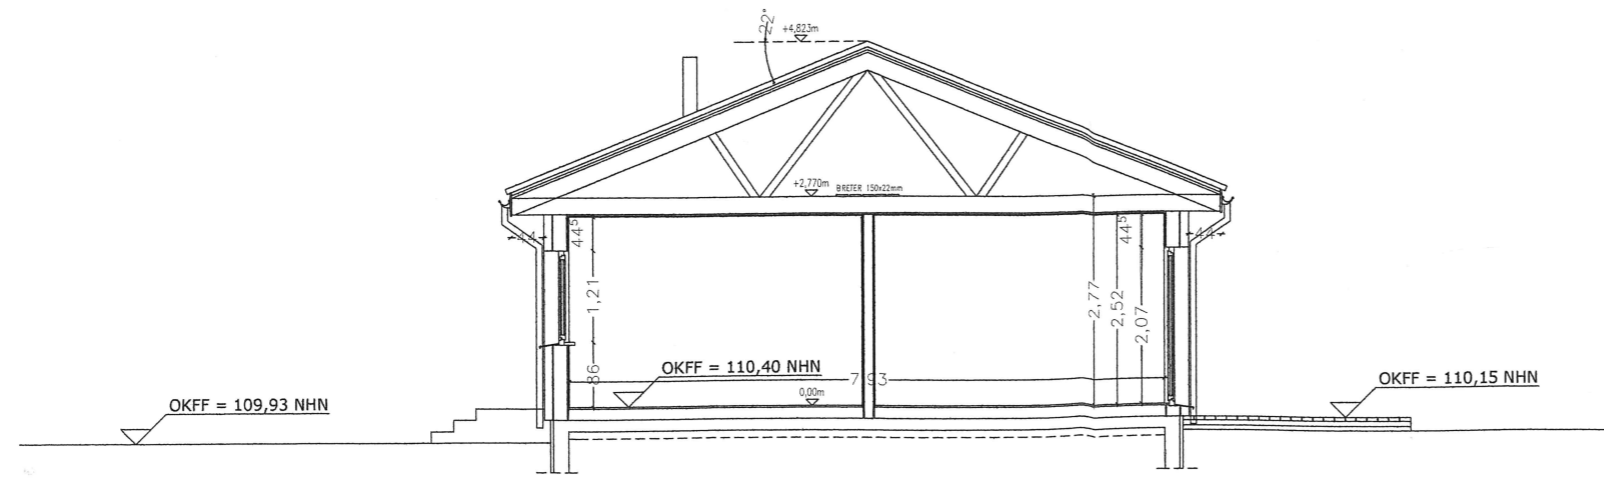 22°
+4,823m
+2,770m
BRETER 150x22mm
44
44⁵
44⁵
44
1,21
2,77
2,52
2,07
86
OKFF = 110,40 NHN
7,93
OKFF = 110,15 NHN
0,00m
OKFF = 109,93 NHN